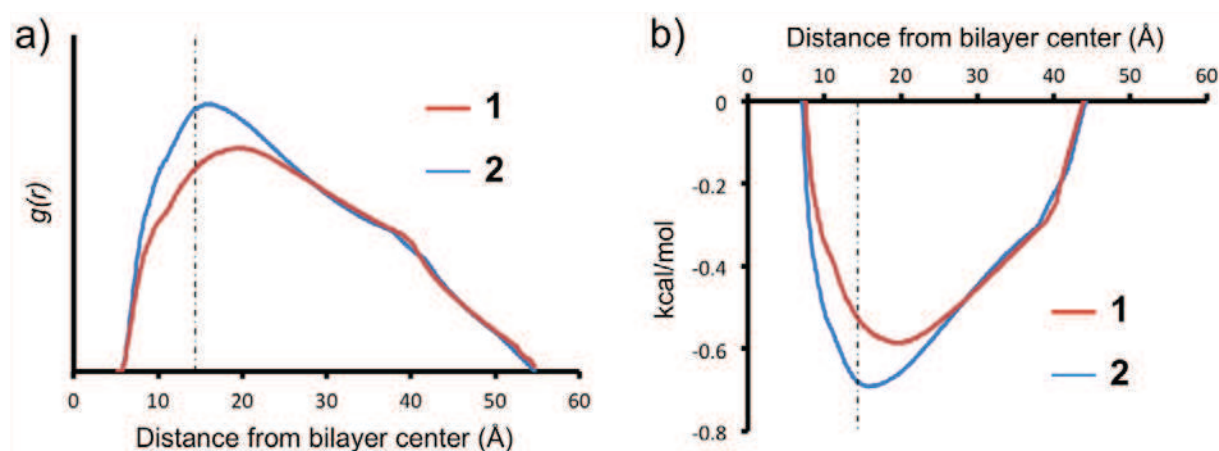 a)
g(r)
1
2
0 10 20 30 40 50 60
Distance from bilayer center (Å)
b)
Distance from bilayer center (Å)
0 10 20 30 40 50 60
0
-0.2
-0.4
-0.6
-0.8
kcal/mol
1
2